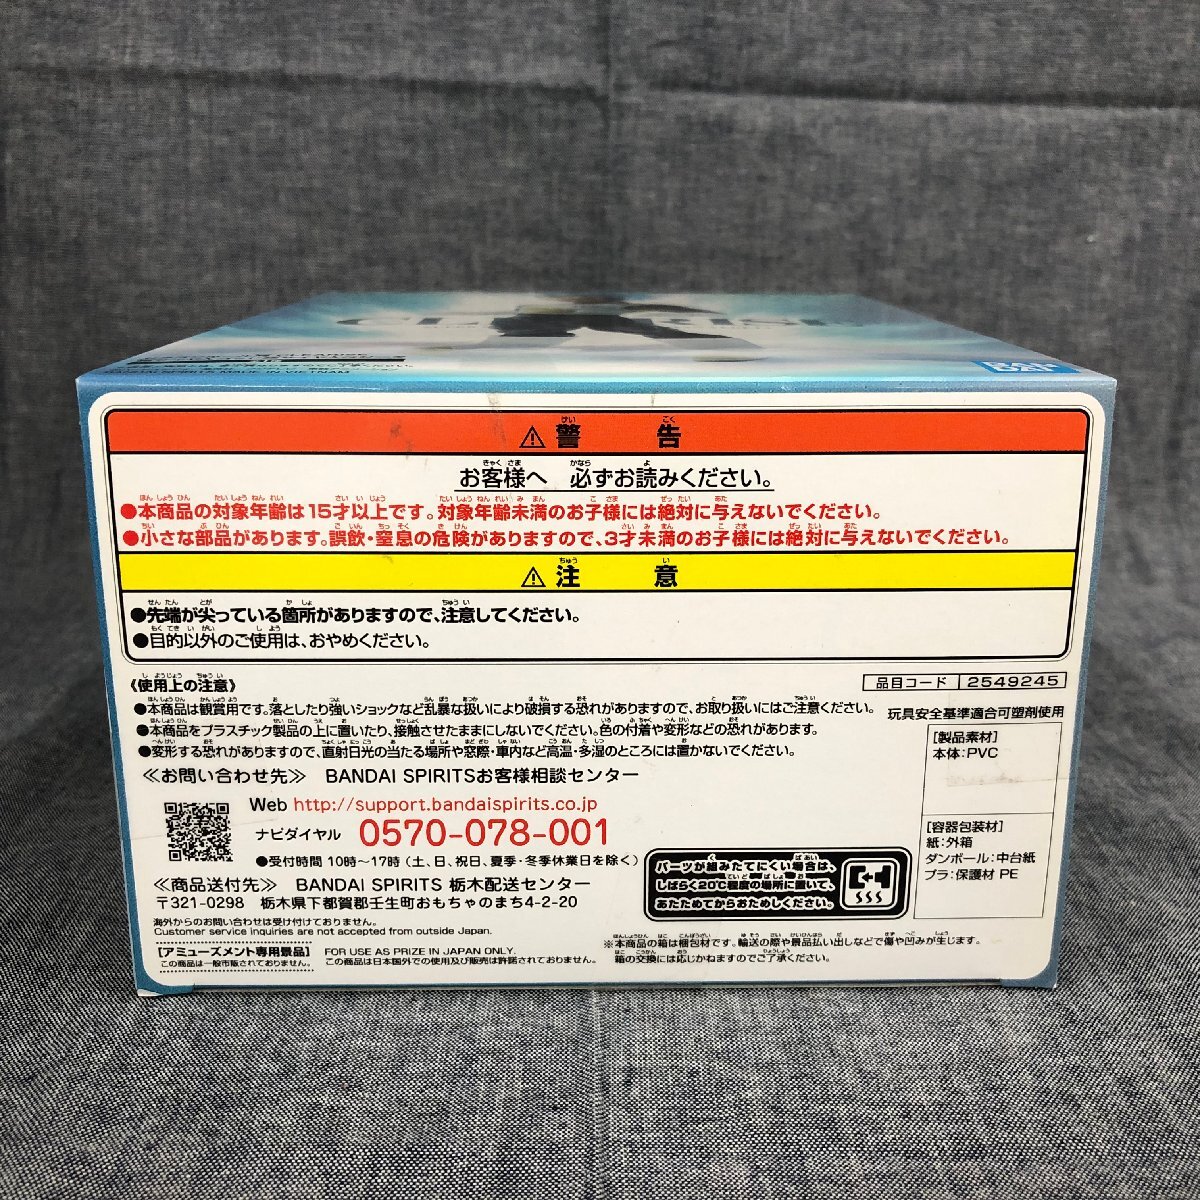 警告
お客様へ 必ずお読みください。
●本商品の対象年齢は15才以上です。対象年齢未満のお子様には絶対に与えないでください。
●小さな部品があります。誤飲・窒息の危険がありますので、3才未満のお子様には絶対に与えないでください。
注意
●先端が尖っている箇所がありますので、注意してください。
●目的以外のご使用は、おやめください。
《使用上の注意》
●本商品は観賞用です。落としたり強いショックなど乱暴な扱いにより破損する恐れがありますので、お取り扱いにはご注意ください。
●本商品をプラスチック製品の上に置いたり、接触させたままにしないでください。色の付着や変形などの恐れがあります。
●変形する恐れがありますので、直射日光の当たる場所や窓際・車内など高温・多湿のところには置かないでください。
≪お問い合わせ先≫ BANDAI SPIRITSお客様相談センター
Web http://support.bandaispirits.co.jp
ナビダイヤル 0570-078-001
●受付時間 10時〜17時（土、日、祝日、夏季・冬季休業日を除く）
≪商品送付先≫ BANDAI SPIRITS 栃木配送センター
〒321-0298 栃木県下都賀郡壬生町おもちゃのまち4-2-20
海外からのお問い合わせは受け付けておりません。
Customer service inquiries are not accepted from outside Japan.
[アミューズメント専用景品]
この商品は一般市販されておりません。
FOR USE AS PRIZE IN JAPAN ONLY.
この商品は日本国外での使用及び販売は許諾されておりません。
品目コード 2549245
玩具安全基準適合可塑剤使用
[製品素材]
本体:PVC
[容器包装材]
紙:外箱
ダンボール:中台紙
プラ:保護材 PE
パーツが組みたてにくい場合は、
しばらく20℃程度の場所に置いて、
あたためてからおためしください。
※本商品の箱は梱包材です。輸送の際や景品払い出しなどで傷や凹みが生じます。
箱の交換には応じかねますのでご了承ください。